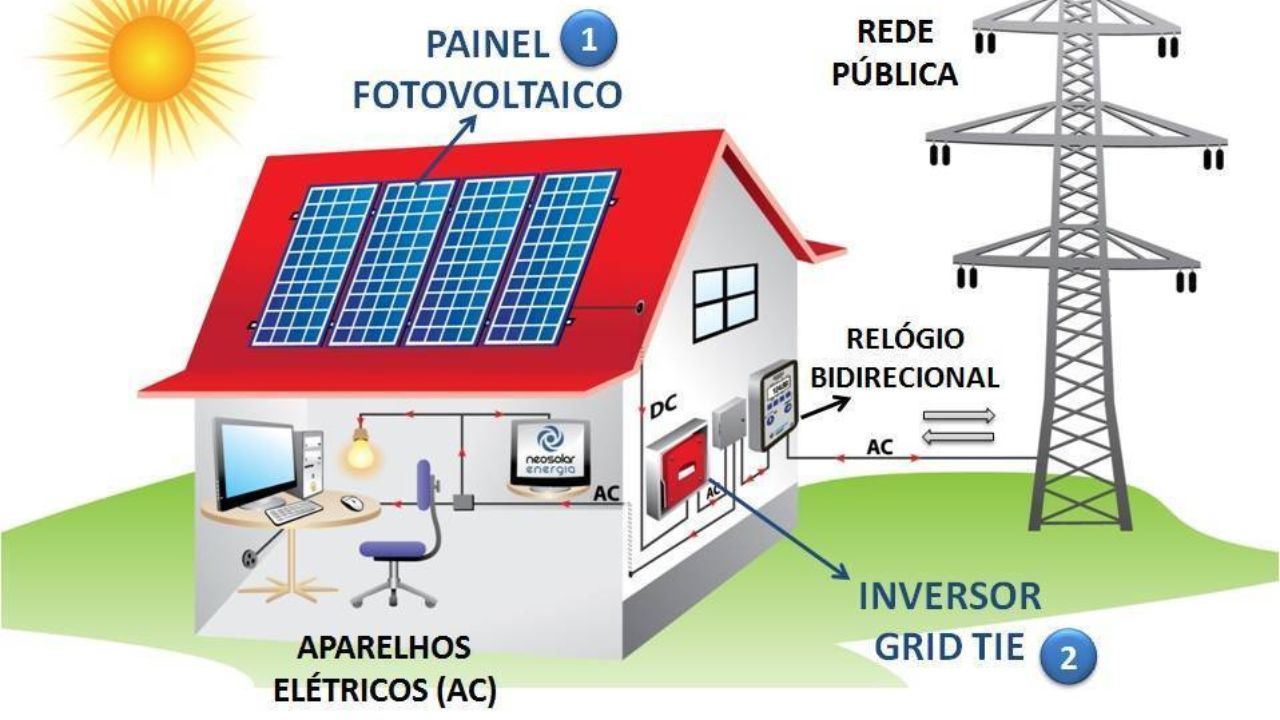 PAINEL 1
FOTOVOLTAICO
REDE
PÚBLICA
RELÓGIO
BIDIRECIONAL
DC
AC
neosolar
energia
AC
AC
INVERSOR
GRID TIE 2
APARELHOS
ELÉTRICOS (AC)